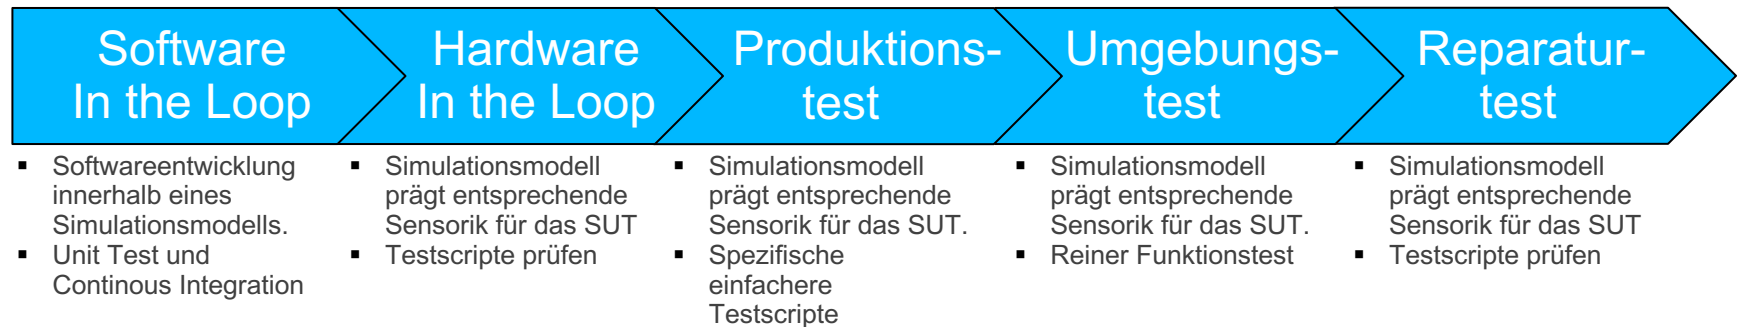 Software
In the Loop
Hardware
In the Loop
Produktions-
test
Umgebungs-
test
Reparatur-
test
▪ Softwareentwicklung
innerhalb eines
Simulationsmodells.
▪ Unit Test und
Continous Integration
▪ Simulationsmodell
prägt entsprechende
Sensorik für das SUT
▪ Testscripte prüfen
▪ Simulationsmodell
prägt entsprechende
Sensorik für das SUT.
▪ Spezifische
einfachere
Testscripte
▪ Simulationsmodell
prägt entsprechende
Sensorik für das SUT.
▪ Reiner Funktionstest
▪ Simulationsmodell
prägt entsprechende
Sensorik für das SUT
▪ Testscripte prüfen